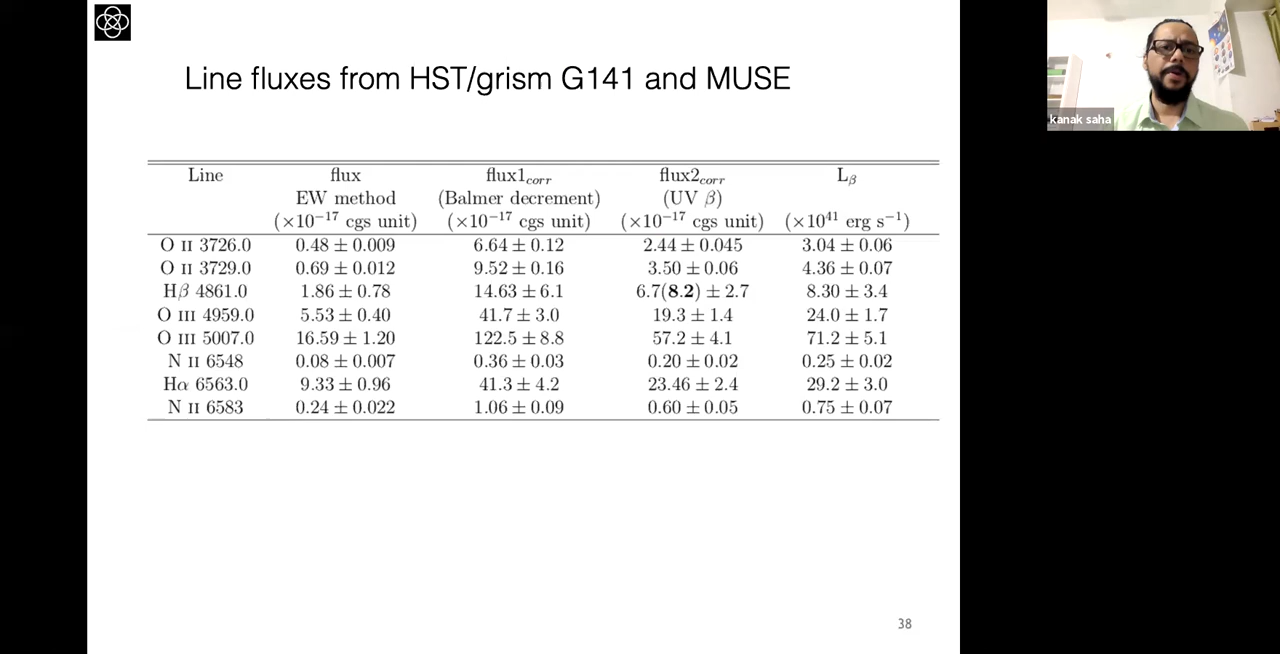 Line fluxes from HST/grism G141 and MUSE
kanak saha
Line flux flux1corr flux2corr Lβ
EW method (Balmer decrement) (UV β)
(×10−17 cgs unit) (×10−17 cgs unit) (×10−17 cgs unit) (×1041 erg s−1)
O II 3726.0 0.48 ± 0.009 6.64 ± 0.12 2.44 ± 0.045 3.04 ± 0.06
O II 3729.0 0.69 ± 0.012 9.52 ± 0.16 3.50 ± 0.06 4.36 ± 0.07
Hβ 4861.0 1.86 ± 0.78 14.63 ± 6.1 6.7(8.2) ± 2.7 8.30 ± 3.4
O III 4959.0 5.53 ± 0.40 41.7 ± 3.0 19.3 ± 1.4 24.0 ± 1.7
O III 5007.0 16.59 ± 1.20 122.5 ± 8.8 57.2 ± 4.1 71.2 ± 5.1
N II 6548 0.08 ± 0.007 0.36 ± 0.03 0.20 ± 0.02 0.25 ± 0.02
Hα 6563.0 9.33 ± 0.96 41.3 ± 4.2 23.46 ± 2.4 29.2 ± 3.0
N II 6583 0.24 ± 0.022 1.06 ± 0.09 0.60 ± 0.05 0.75 ± 0.07
38